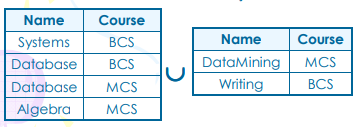 Name Course
Systems BCS
Database BCS
Database MCS
Algebra MCS
∪
Name Course
DataMining MCS
Writing BCS